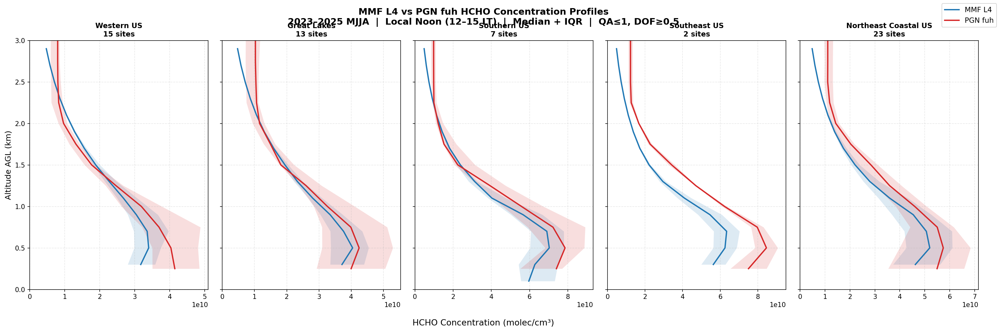 MMF L4 vs PGN fuh HCHO Concentration Profiles
2023–2025 MJJA | Local Noon (12–15 LT) | Median + IQR | QA≤1, DOF≥0.5
MMF L4
PGN fuh
Western US
15 sites
Great Lakes
13 sites
Southern US
7 sites
Southeast US
2 sites
Northeast Coastal US
23 sites
Altitude AGL (km)
3.0
2.5
2.0
1.5
1.0
0.5
0.0
0 1 2 3 4 5
1e10
0 1 2 3 4 5
1e10
0 2 4 6 8
1e10
0 2 4 6 8
1e10
0 1 2 3 4 5 6 7
1e10
HCHO Concentration (molec/cm³)